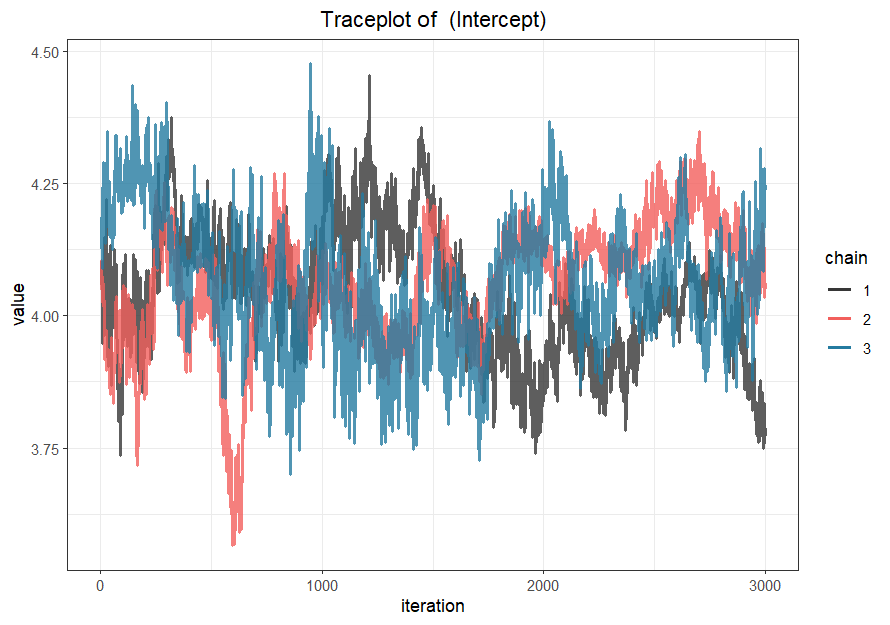 Traceplot of  (Intercept)
value
4.50
4.25
4.00
3.75
0
1000
2000
3000
iteration
chain
1
2
3